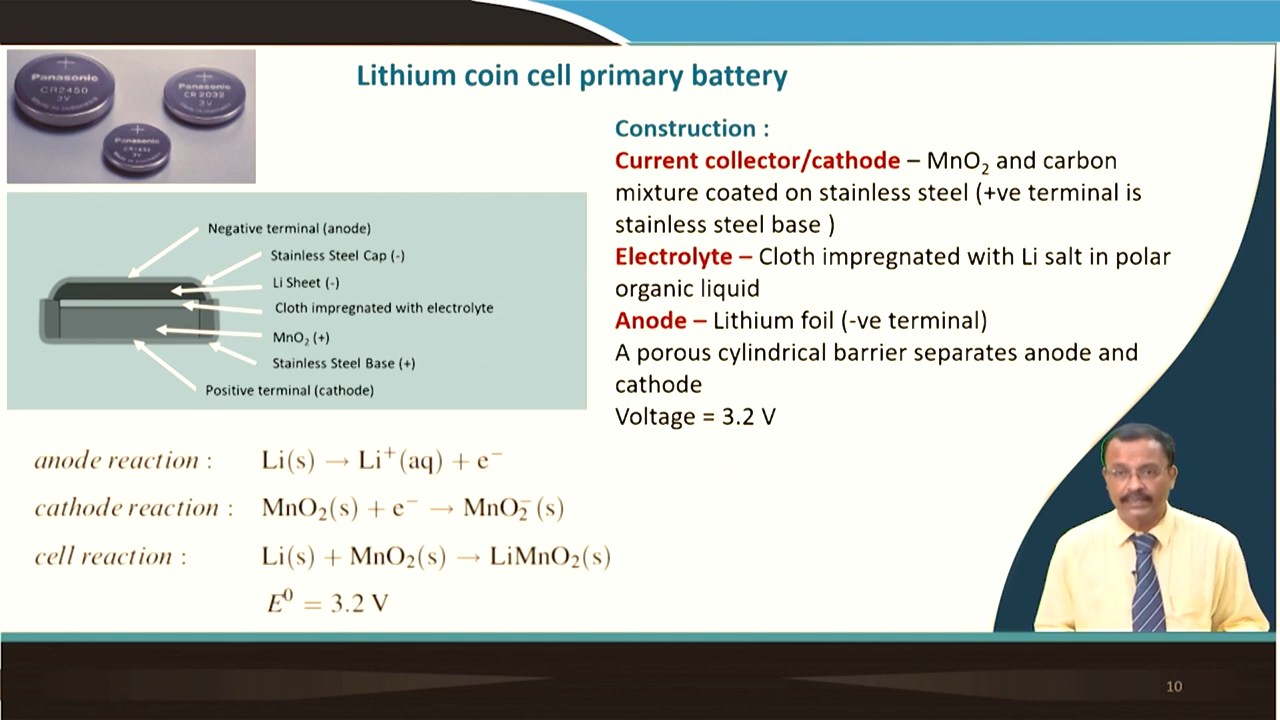 Lithium coin cell primary battery
Panasonic
CR2450
3V
Panasonic
CR 2032
3V
Panasonic
3V
Construction :
Current collector/cathode – MnO₂ and carbon
mixture coated on stainless steel (+ve terminal is
stainless steel base )
Electrolyte – Cloth impregnated with Li salt in polar
organic liquid
Anode – Lithium foil (-ve terminal)
A porous cylindrical barrier separates anode and
cathode
Voltage = 3.2 V
Negative terminal (anode)
Stainless Steel Cap (-)
Li Sheet (-)
Cloth impregnated with electrolyte
MnO₂ (+)
Stainless Steel Base (+)
Positive terminal (cathode)
anode reaction : Li(s) → Li⁺(aq) + e⁻
cathode reaction : MnO₂(s) + e⁻ → MnO₂⁻(s)
cell reaction : Li(s) + MnO₂(s) → LiMnO₂(s)
E⁰ = 3.2 V
10